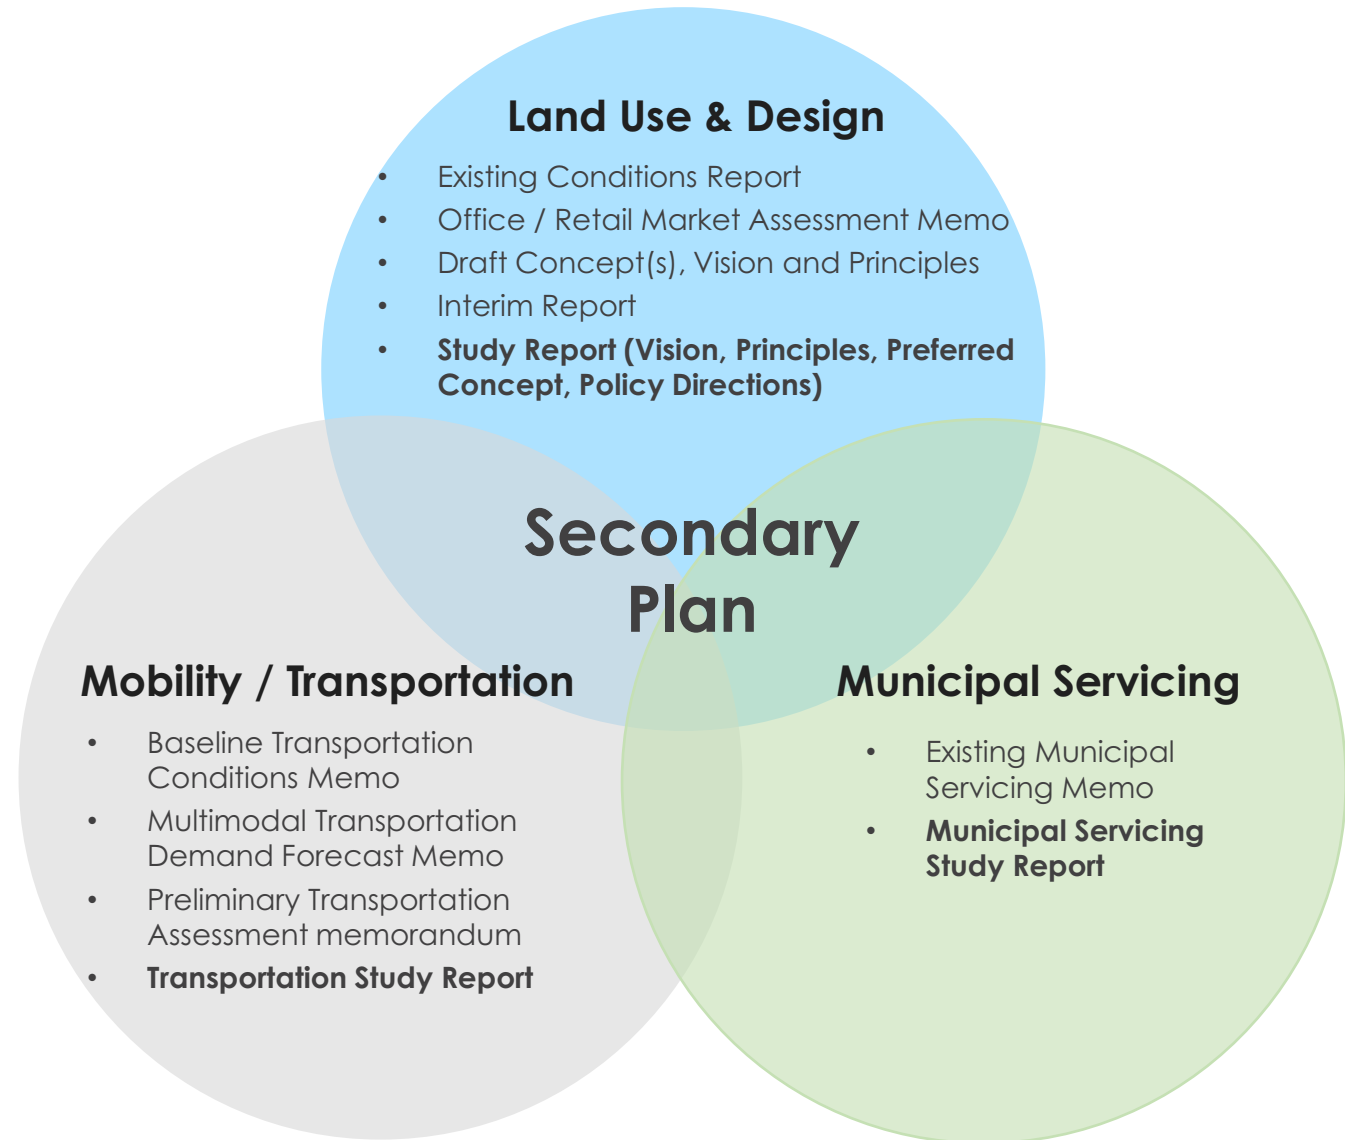 Land Use & Design
• Existing Conditions Report
• Office / Retail Market Assessment Memo
• Draft Concept(s), Vision and Principles
• Interim Report
• Study Report (Vision, Principles, Preferred
Concept, Policy Directions)
Secondary
Plan
Mobility / Transportation
• Baseline Transportation
Conditions Memo
• Multimodal Transportation
Demand Forecast Memo
• Preliminary Transportation
Assessment memorandum
• Transportation Study Report
Municipal Servicing
• Existing Municipal
Servicing Memo
• Municipal Servicing
Study Report